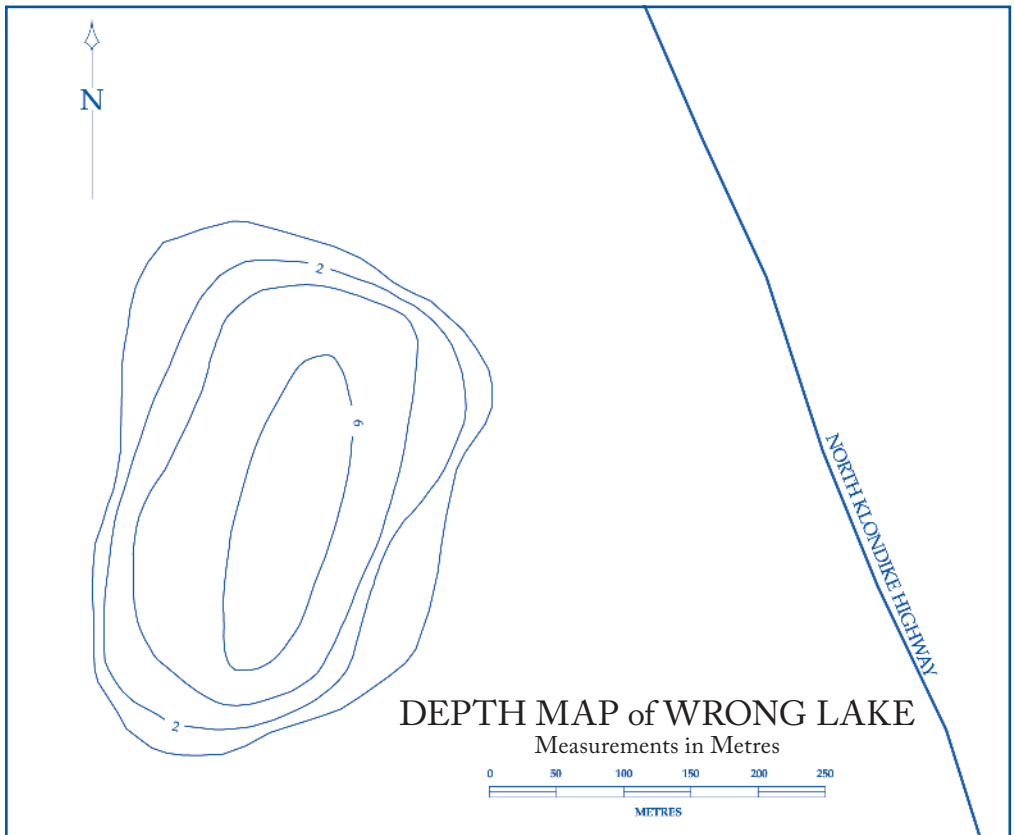 N
2
6
NORTH KLONDIKE HIGHWAY
2
DEPTH MAP of WRONG LAKE
Measurements in Metres
0 50 100 150 200 250
METRES